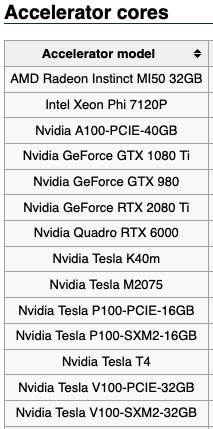 Accelerator cores
Accelerator model
AMD Radeon Instinct MI50 32GB
Intel Xeon Phi 7120P
Nvidia A100-PCIE-40GB
Nvidia GeForce GTX 1080 Ti
Nvidia GeForce GTX 980
Nvidia GeForce RTX 2080 Ti
Nvidia Quadro RTX 6000
Nvidia Tesla K40m
Nvidia Tesla M2075
Nvidia Tesla P100-PCIE-16GB
Nvidia Tesla P100-SXM2-16GB
Nvidia Tesla T4
Nvidia Tesla V100-PCIE-32GB
Nvidia Tesla V100-SXM2-32GB